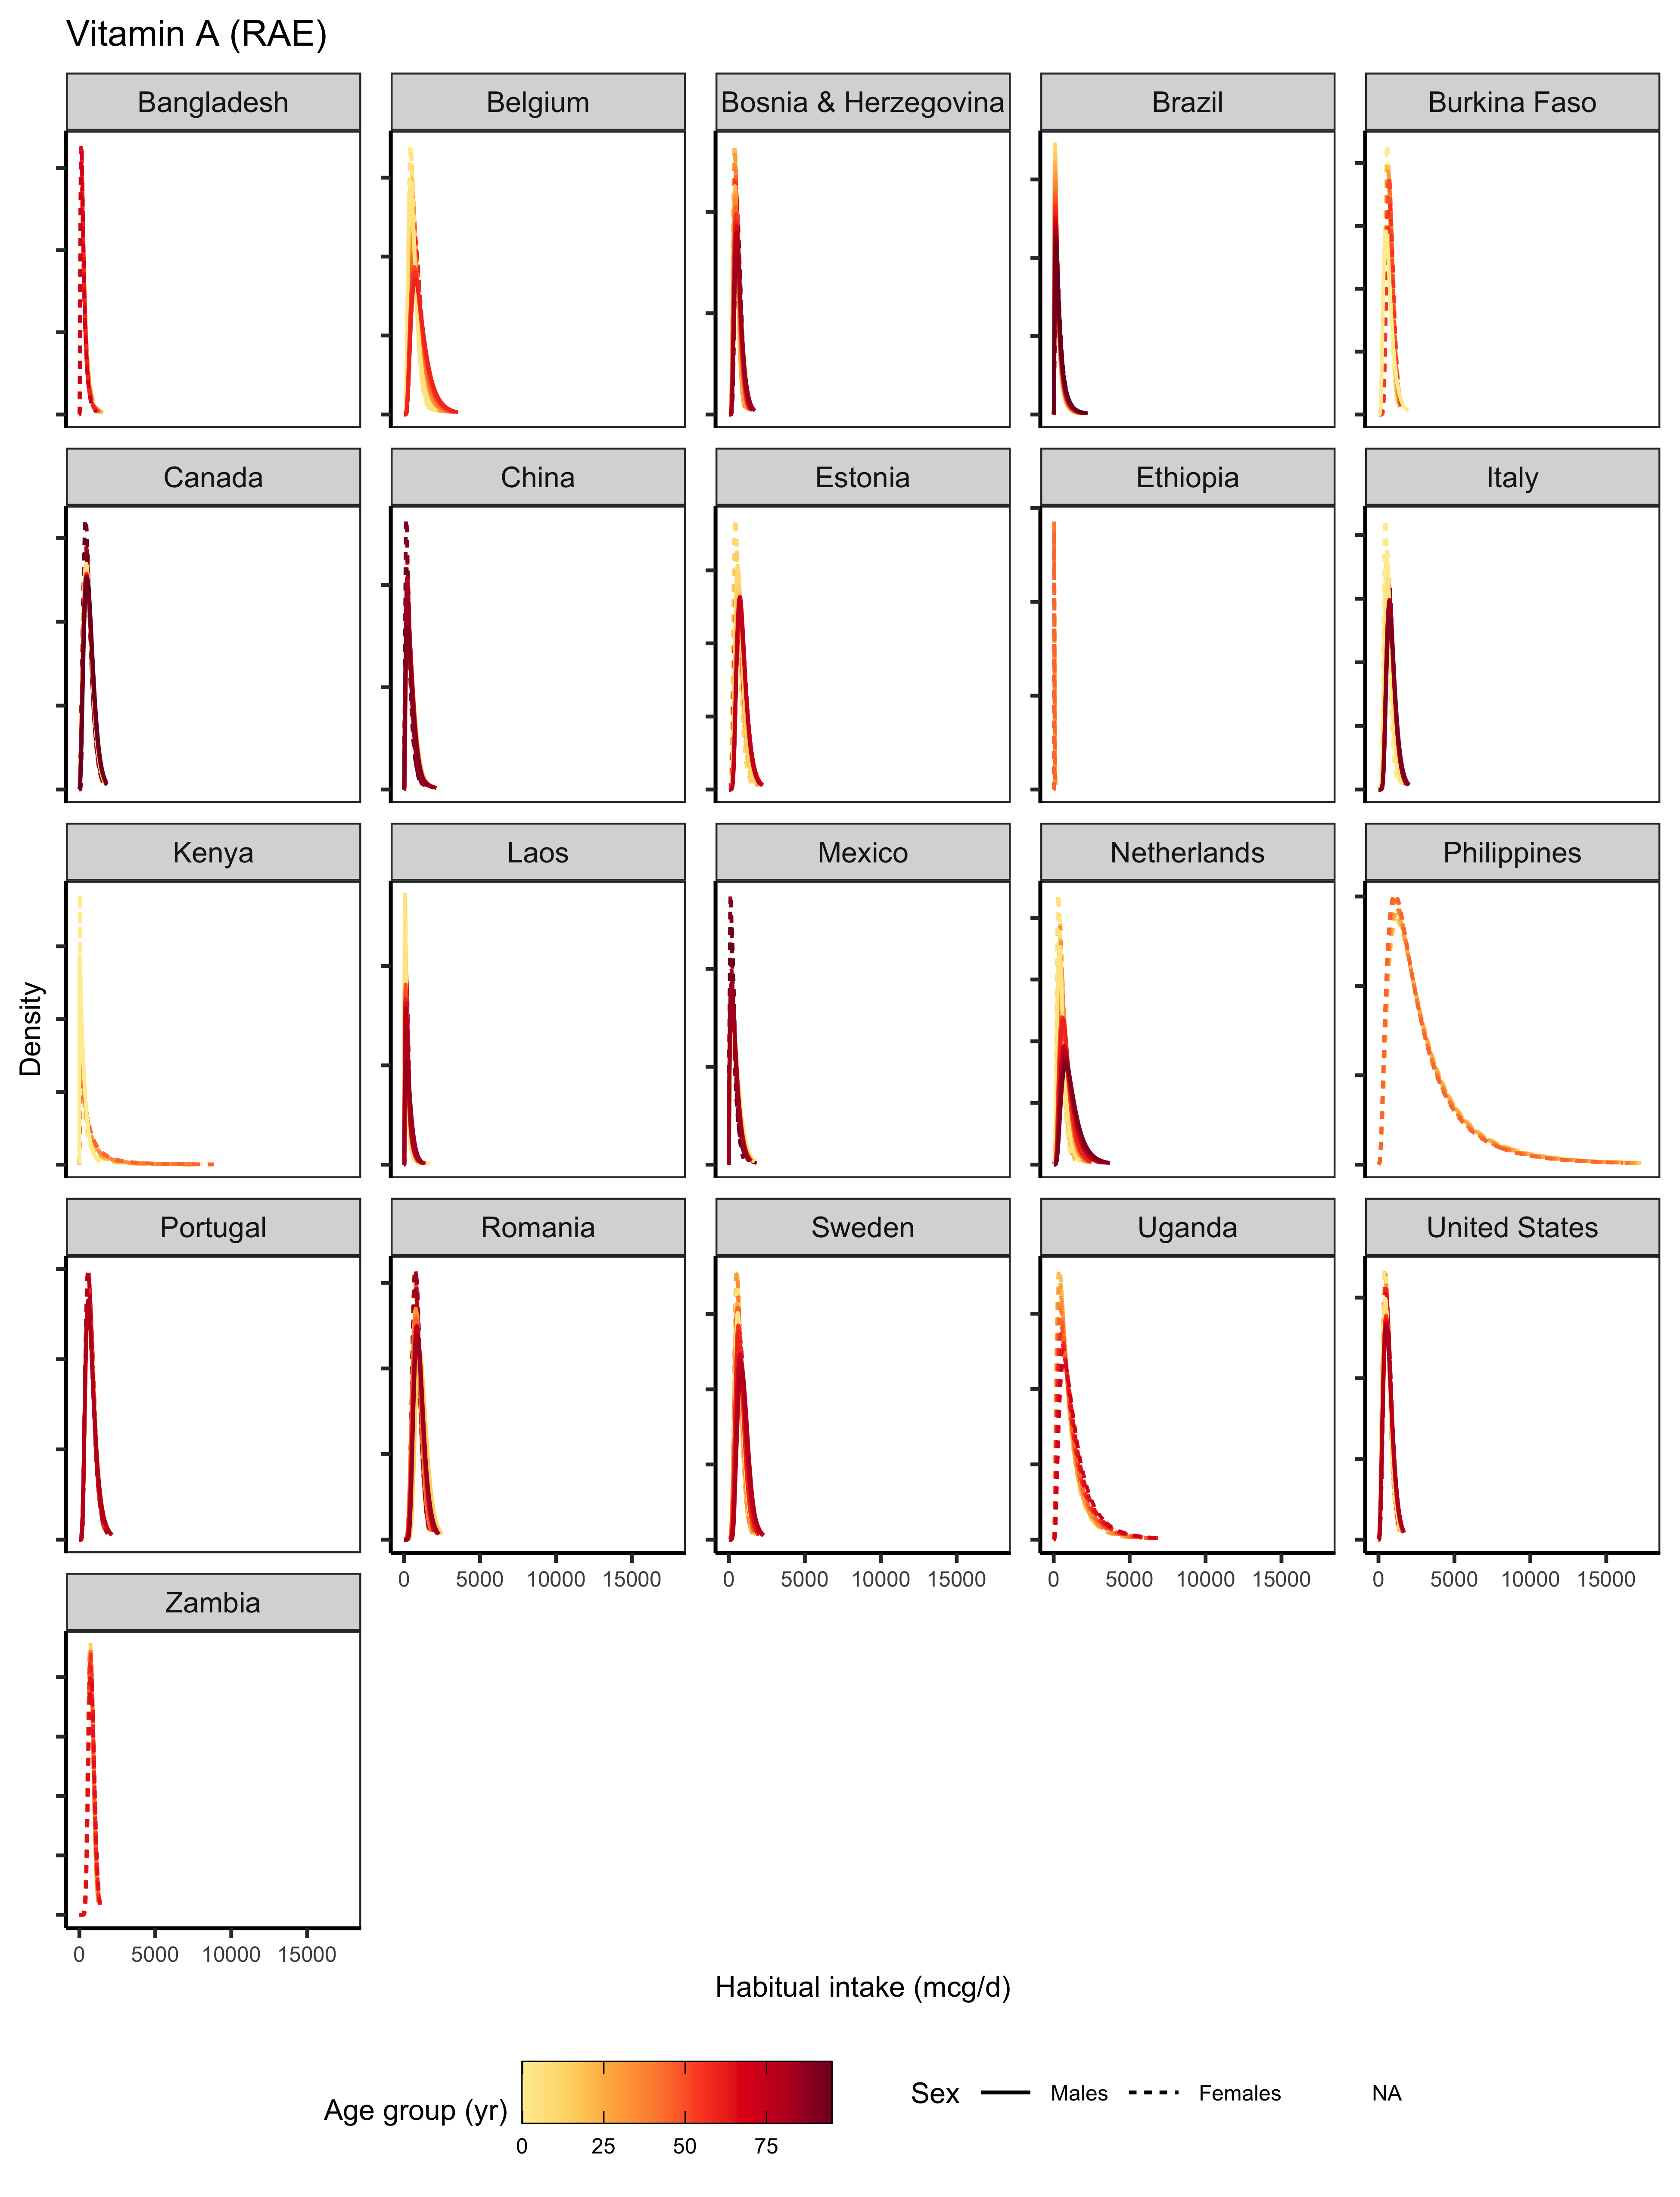 Vitamin A (RAE)
Bangladesh
Belgium
Bosnia & Herzegovina
Brazil
Burkina Faso
Canada
China
Estonia
Ethiopia
Italy
Kenya
Laos
Mexico
Netherlands
Philippines
Density
Portugal
Romania
Sweden
Uganda
United States
0 5000 10000 15000
0 5000 10000 15000
0 5000 10000 15000
0 5000 10000 15000
Zambia
0 5000 10000 15000
Habitual intake (mcg/d)
Age group (yr)
0 25 50 75
Sex Males Females NA